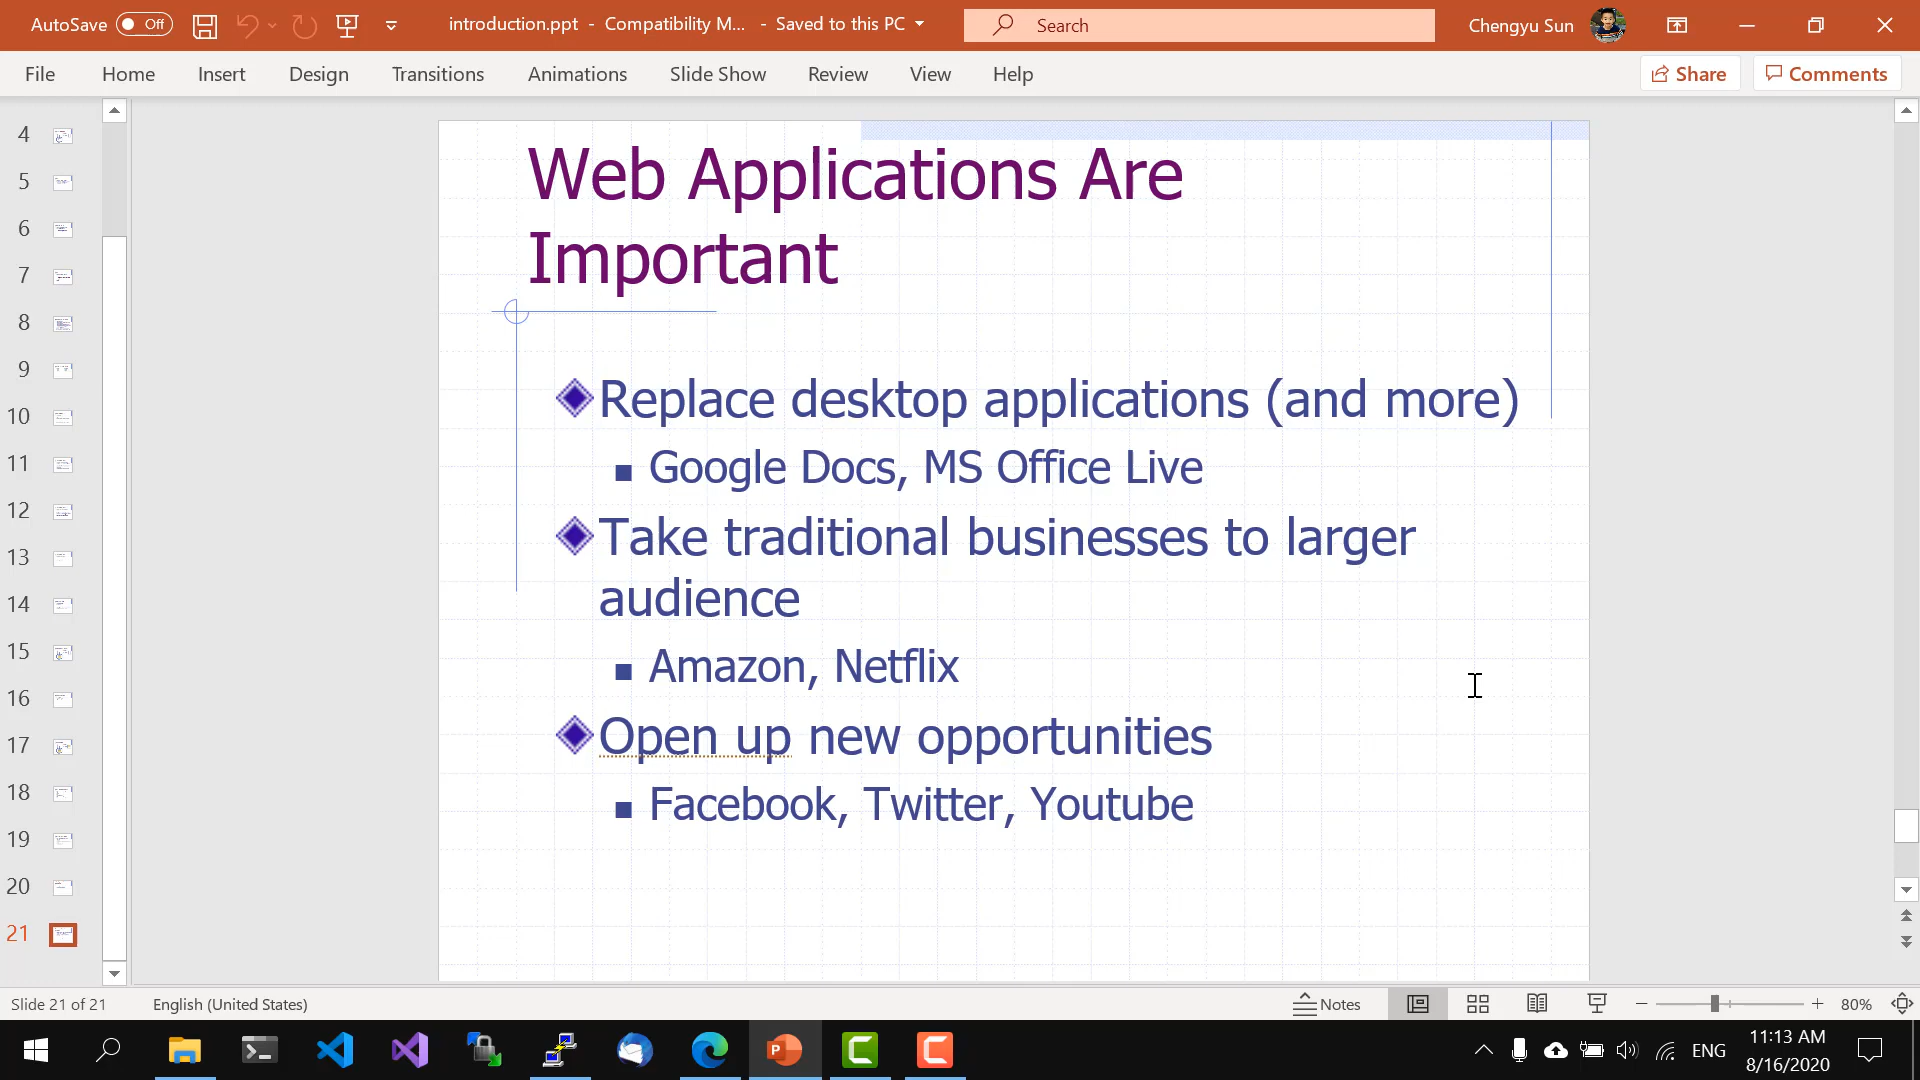 AutoSave Off introduction.ppt - Compatibility M... - Saved to this PC Search Chengyu Sun
File Home Insert Design Transitions Animations Slide Show Review View Help Share Comments
4
5
6
7
8
9
10
11
12
13
14
15
16
17
18
19
20
21
Web Applications Are
Important
Replace desktop applications (and more)
Google Docs, MS Office Live
Take traditional businesses to larger
audience
Amazon, Netflix
Open up new opportunities
Facebook, Twitter, Youtube
Slide 21 of 21 English (United States) Notes 80%
ENG 11:13 AM
8/16/2020